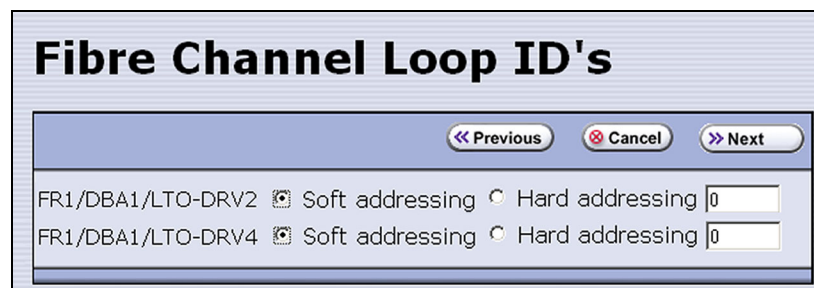 Fibre Channel Loop ID's
Previous Cancel Next
FR1/DBA1/LTO-DRV2 Soft addressing Hard addressing 0
FR1/DBA1/LTO-DRV4 Soft addressing Hard addressing 0